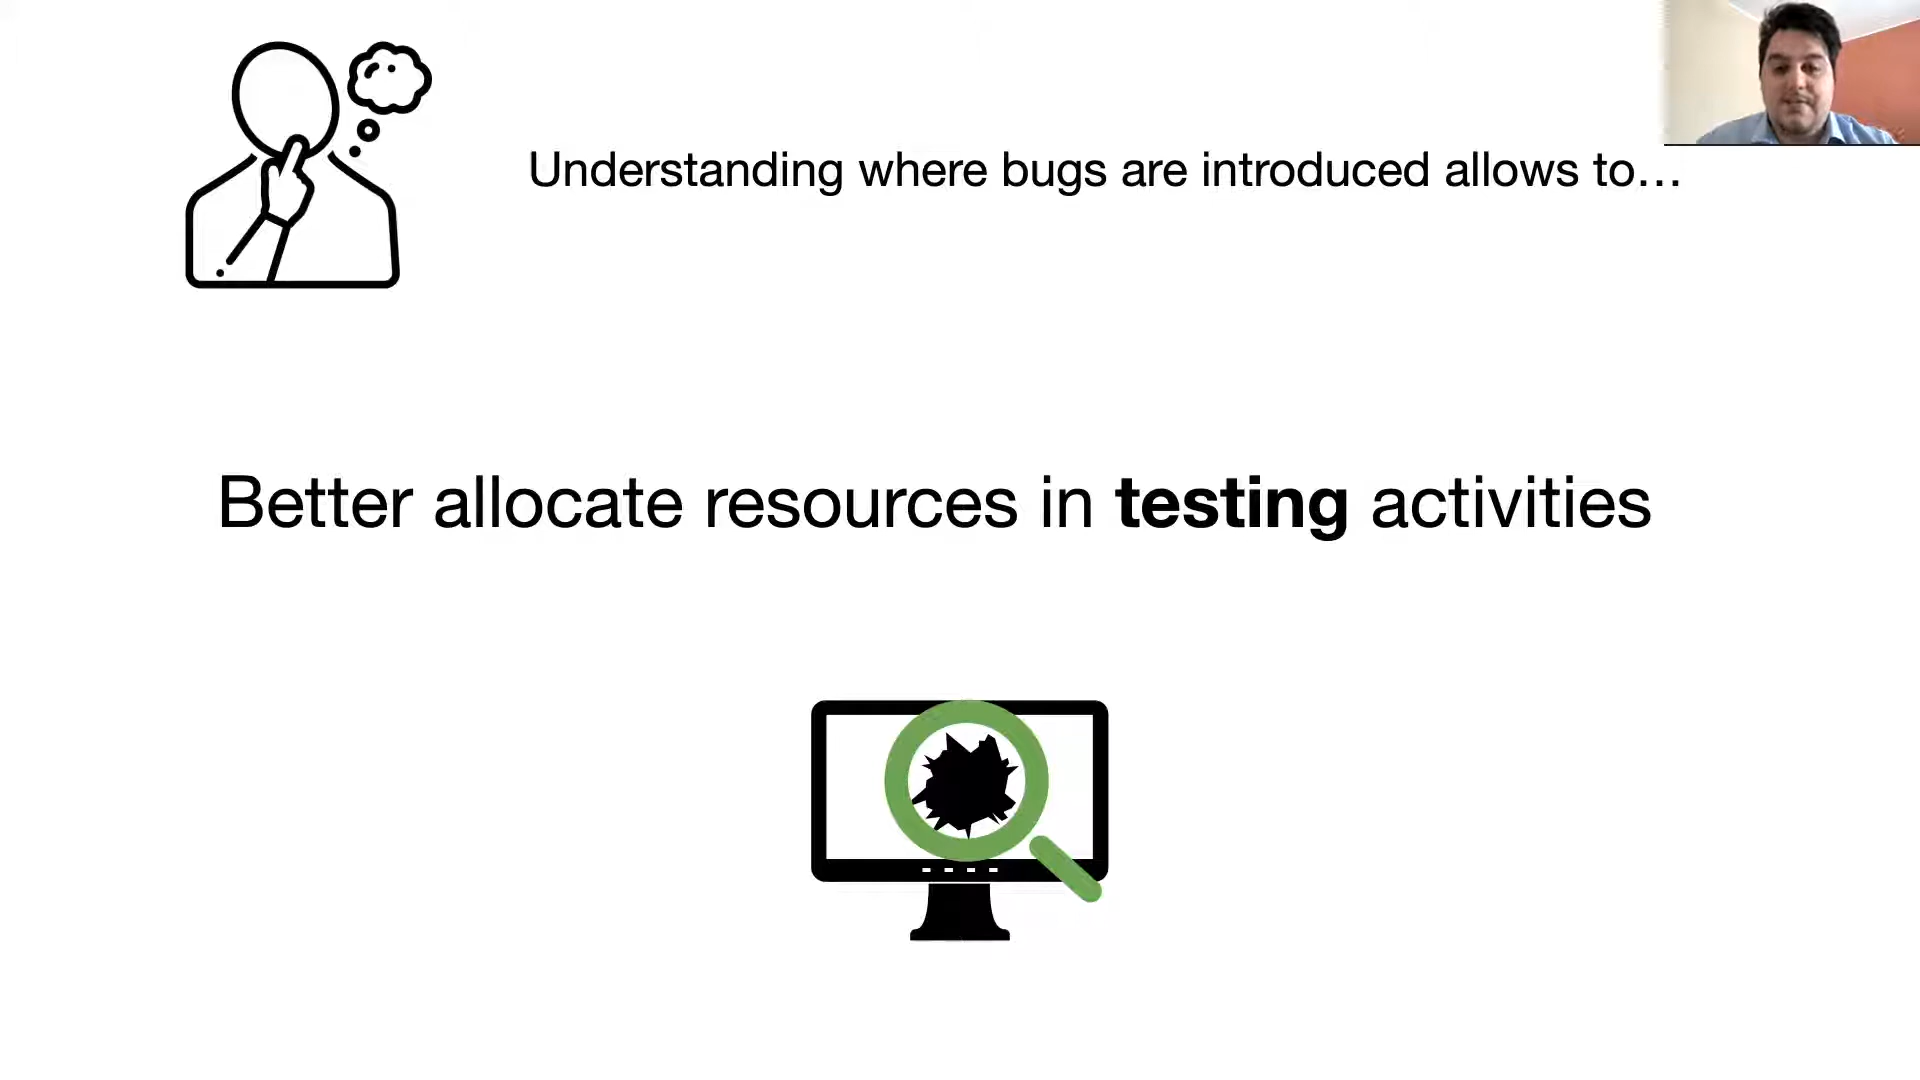 Understanding where bugs are introduced allows to…
Better allocate resources in testing activities